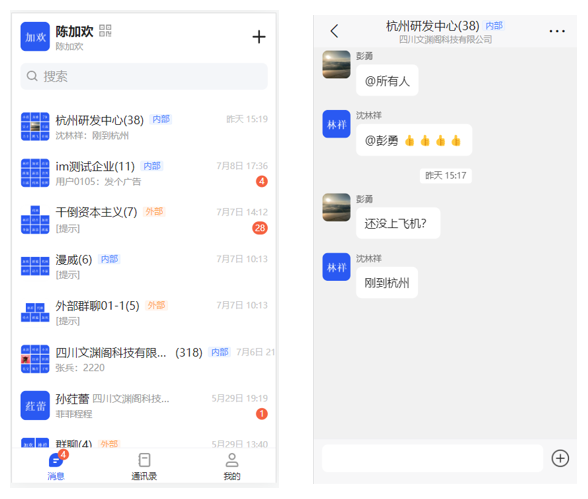 加欢
陈加欢
陈加欢
搜索
杭州研发中心(38) 内部 昨天 15:19
沈林祥：刚到杭州
im测试企业(11) 内部 7月8日 17:36
用户0105：发个广告 4
干倒资本主义(7) 外部 7月7日 14:12
[提示] 28
漫威(6) 内部 7月7日 10:13
[提示]
外部群聊01-1(5) 外部 7月7日 10:13
[提示]
四川文渊阁科技有限... (318) 内部 7月6日 21
张兵：2220
荭蕾
孙荭蕾 四川文渊阁科技... 5月29日 19:19
菲菲程程 1
群聊(4) 外部 5月29日 13:40
4
消息 通讯录 我的
杭州研发中心(38) 内部
四川文渊阁科技有限公司
彭勇
@所有人
沈林祥
林祥
@彭勇 👍 👍 👍 👍
昨天 15:17
彭勇
还没上飞机？
沈林祥
林祥
刚到杭州